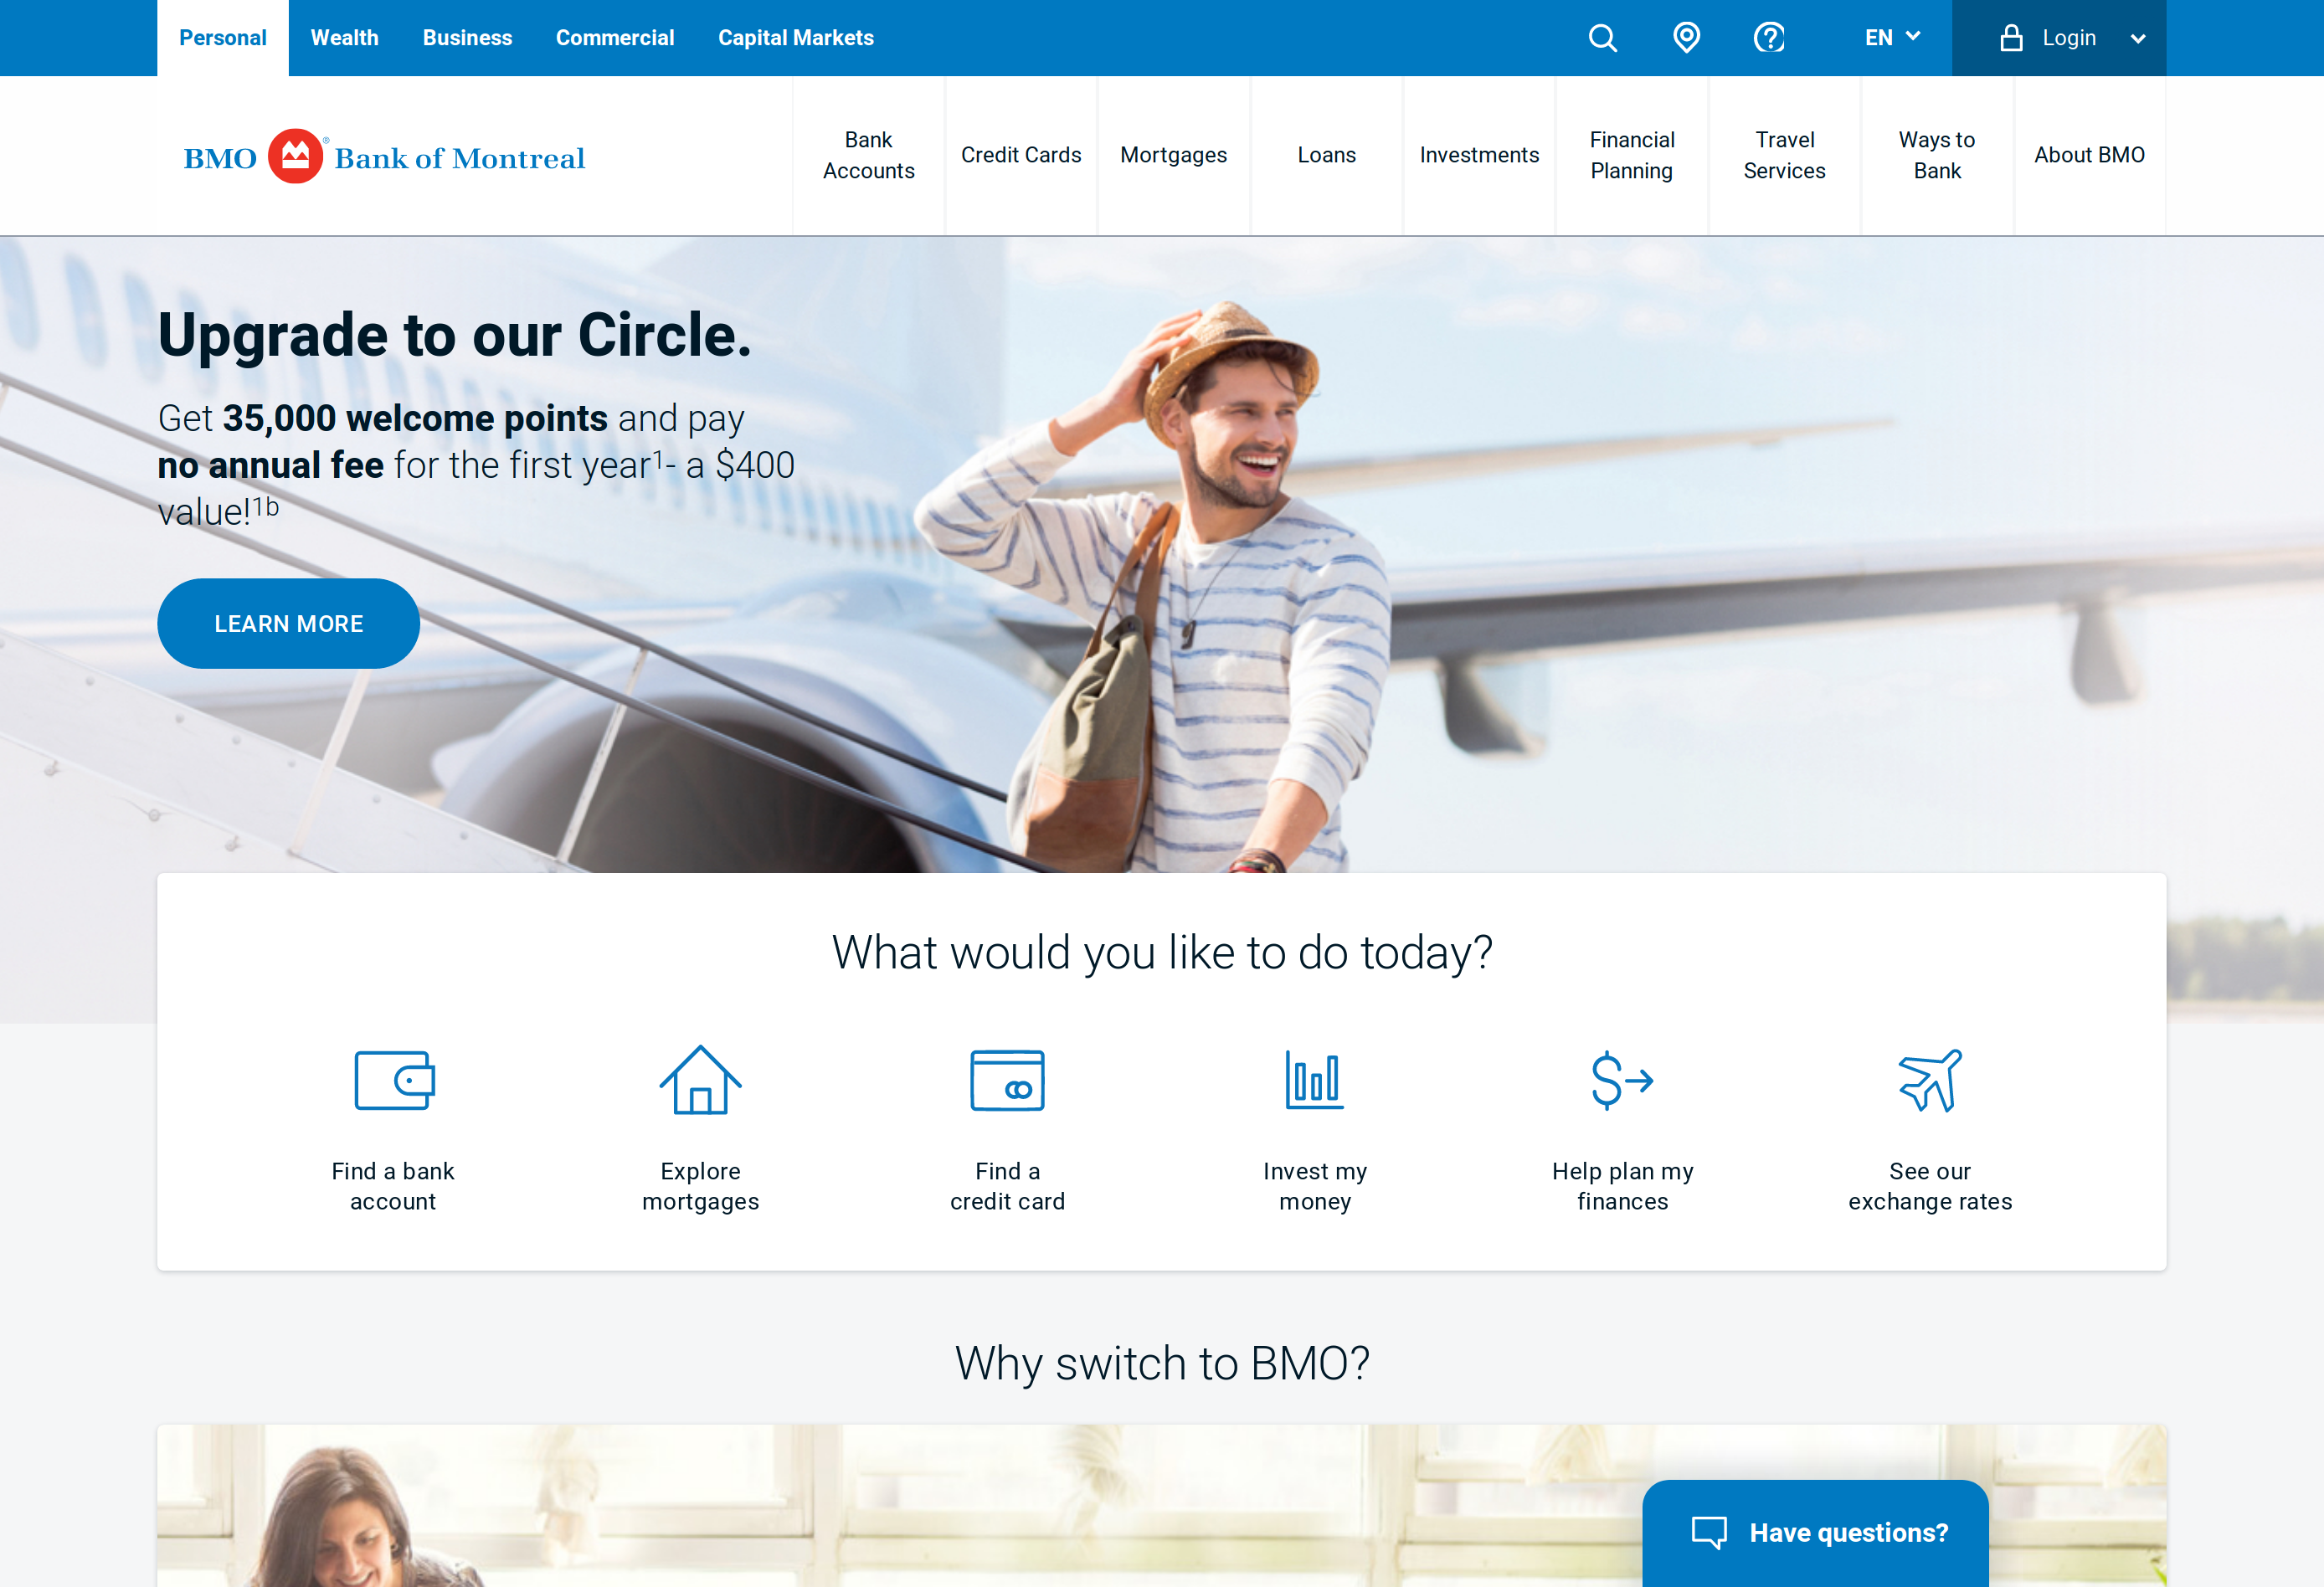 Personal Wealth Business Commercial Capital Markets EN Login
BMO ® Bank of Montreal
Bank
Accounts
Credit Cards
Mortgages
Loans
Investments
Financial
Planning
Travel
Services
Ways to
Bank
About BMO
Upgrade to our Circle.
Get 35,000 welcome points and pay
no annual fee for the first year1- a $400
value!1b
LEARN MORE
What would you like to do today?
Find a bank
account
Explore
mortgages
Find a
credit card
Invest my
money
Help plan my
finances
See our
exchange rates
Why switch to BMO?
Have questions?